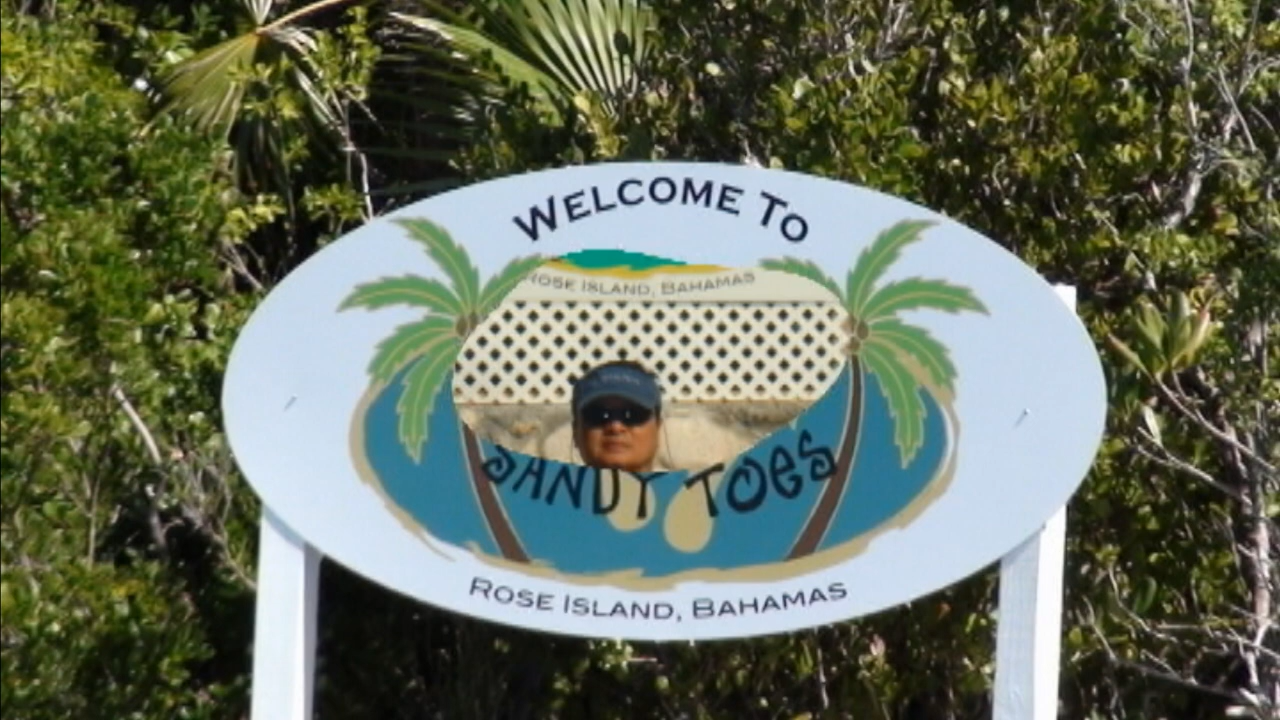 WELCOME TO
ROSE ISLAND, BAHAMAS
SANDY TOES
ROSE ISLAND, BAHAMAS